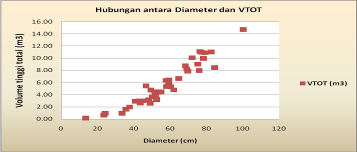 Hubungan antara Diameter dan VTOT
Volume tinggi total (m3)
16.00
14.00
12.00
10.00
8.00
6.00
4.00
2.00
0.00
0 20 40 60 80 100 120
Diameter (cm)
VTOT (m3)